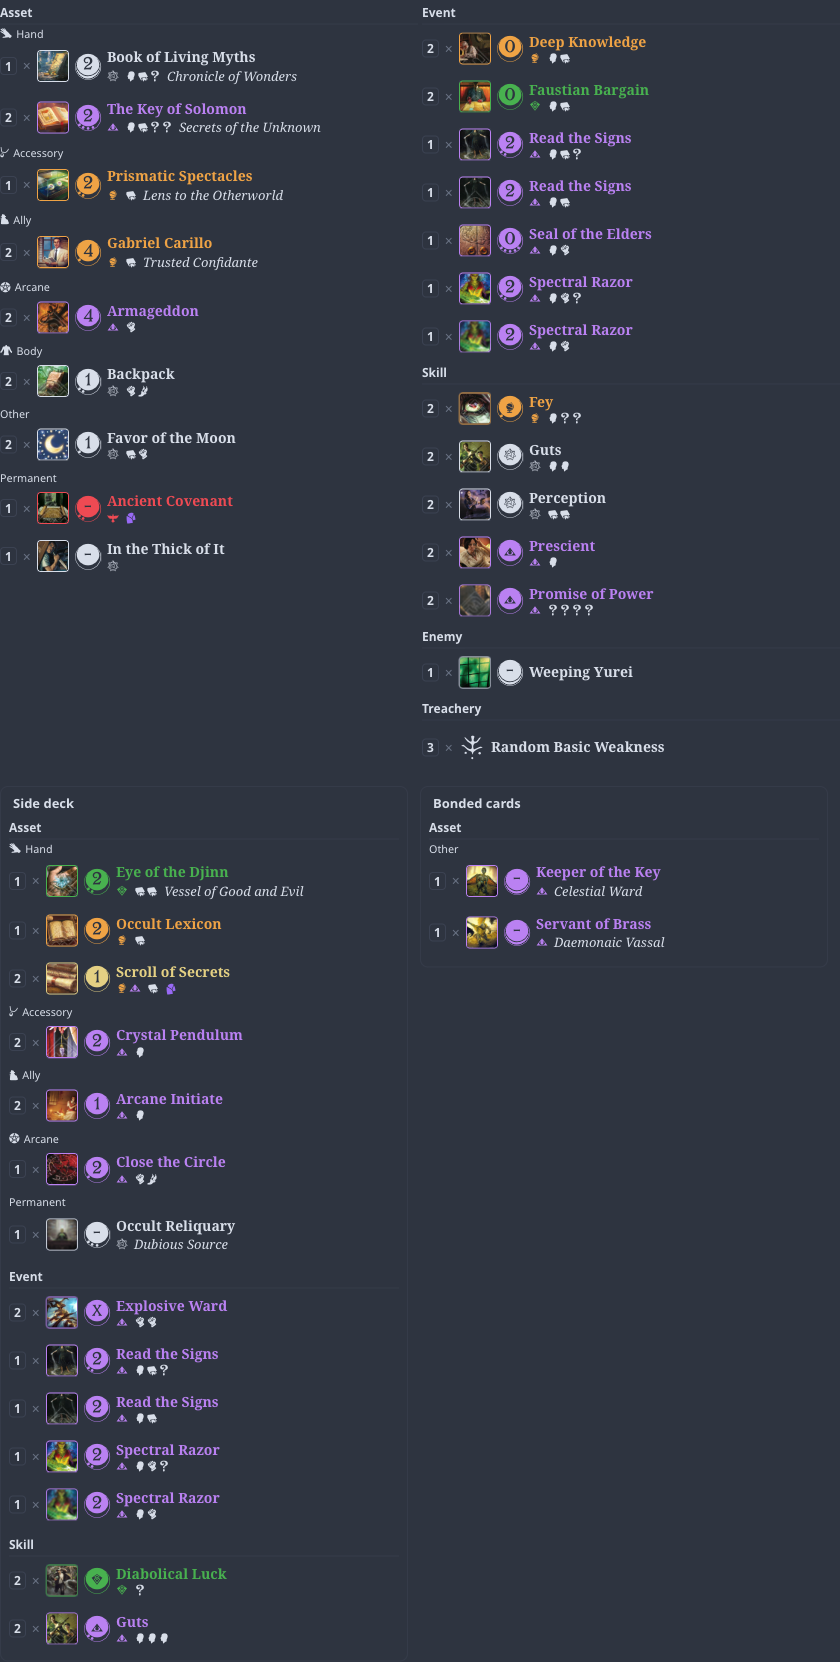 Asset
Hand
1 × 2 Book of Living Myths
Chronicle of Wonders
2 × 2 The Key of Solomon
? ? Secrets of the Unknown
Accessory
1 × 2 Prismatic Spectacles
Lens to the Otherworld
Ally
2 × 4 Gabriel Carillo
Trusted Confidante
Arcane
2 × 4 Armageddon
Body
2 × 1 Backpack
Other
2 × 1 Favor of the Moon
Permanent
1 × – Ancient Covenant
1 × – In the Thick of It
Event
2 × 0 Deep Knowledge
2 × 0 Faustian Bargain
1 × 2 Read the Signs
?
1 × 2 Read the Signs
1 × 0 Seal of the Elders
1 × 2 Spectral Razor
?
1 × 2 Spectral Razor
Skill
2 × Fey
? ?
2 × Guts
2 × Perception
2 × Prescient
2 × Promise of Power
? ? ? ?
Enemy
1 × – Weeping Yurei
Treachery
3 × Random Basic Weakness
Side deck
Asset
Hand
1 × 2 Eye of the Djinn
Vessel of Good and Evil
1 × 2 Occult Lexicon
2 × 1 Scroll of Secrets
Accessory
2 × 2 Crystal Pendulum
Ally
2 × 1 Arcane Initiate
Arcane
1 × 2 Close the Circle
Permanent
1 × – Occult Reliquary
Dubious Source
Event
2 × X Explosive Ward
1 × 2 Read the Signs
?
1 × 2 Read the Signs
1 × 2 Spectral Razor
?
1 × 2 Spectral Razor
Skill
2 × Diabolical Luck
?
2 × Guts
Bonded cards
Asset
Other
1 × – Keeper of the Key
Celestial Ward
1 × – Servant of Brass
Daemonaic Vassal